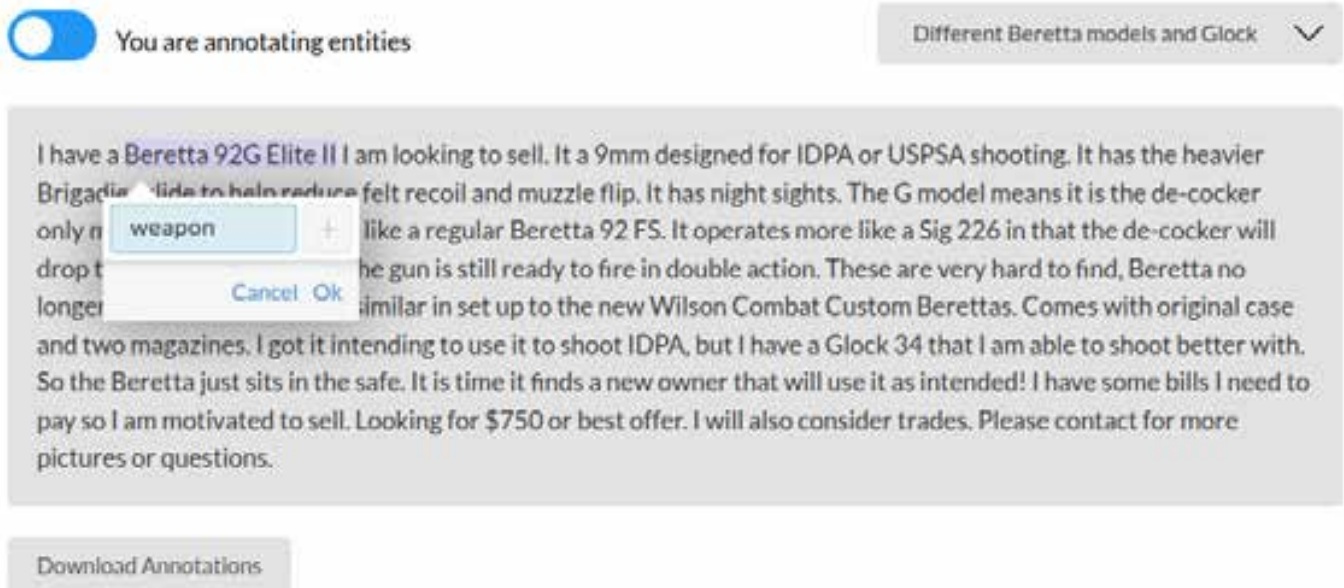 You are annotating entities
Different Beretta models and Glock
I have a Beretta 92G Elite II I am looking to sell. It a 9mm designed for IDPA or USPSA shooting. It has the heavier
slide to help reduce felt recoil and muzzle flip. It has night sights. The G model means it is the de-cocker
only like a regular Beretta 92 FS. It operates more like a Sig 226 in that the de-cocker will
drop he gun is still ready to fire in double action. These are very hard to find, Beretta no
longer similar in set up to the new Wilson Combat Custom Berettas. Comes with original case
weapon +
Cancel Ok
and two magazines. I got it intending to use it to shoot IDPA, but I have a Glock 34 that I am able to shoot better with.
So the Beretta just sits in the safe. It is time it finds a new owner that will use it as intended! I have some bills I need to
pay so I am motivated to sell. Looking for $750 or best offer. I will also consider trades. Please contact for more
pictures or questions.
Download Annotations